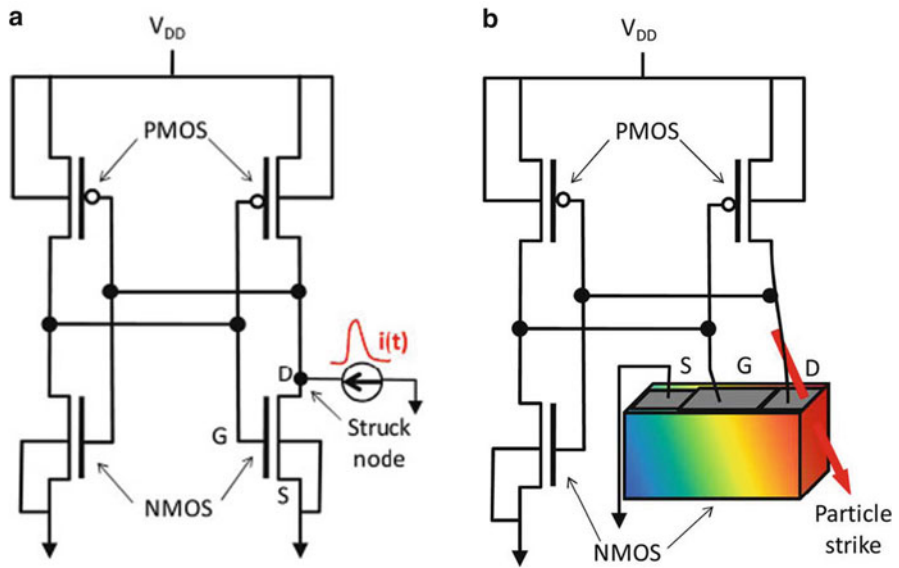 a
V_DD
PMOS
i(t)
D
Struck
node
G
S
NMOS
b
V_DD
PMOS
S G D
NMOS
Particle
strike